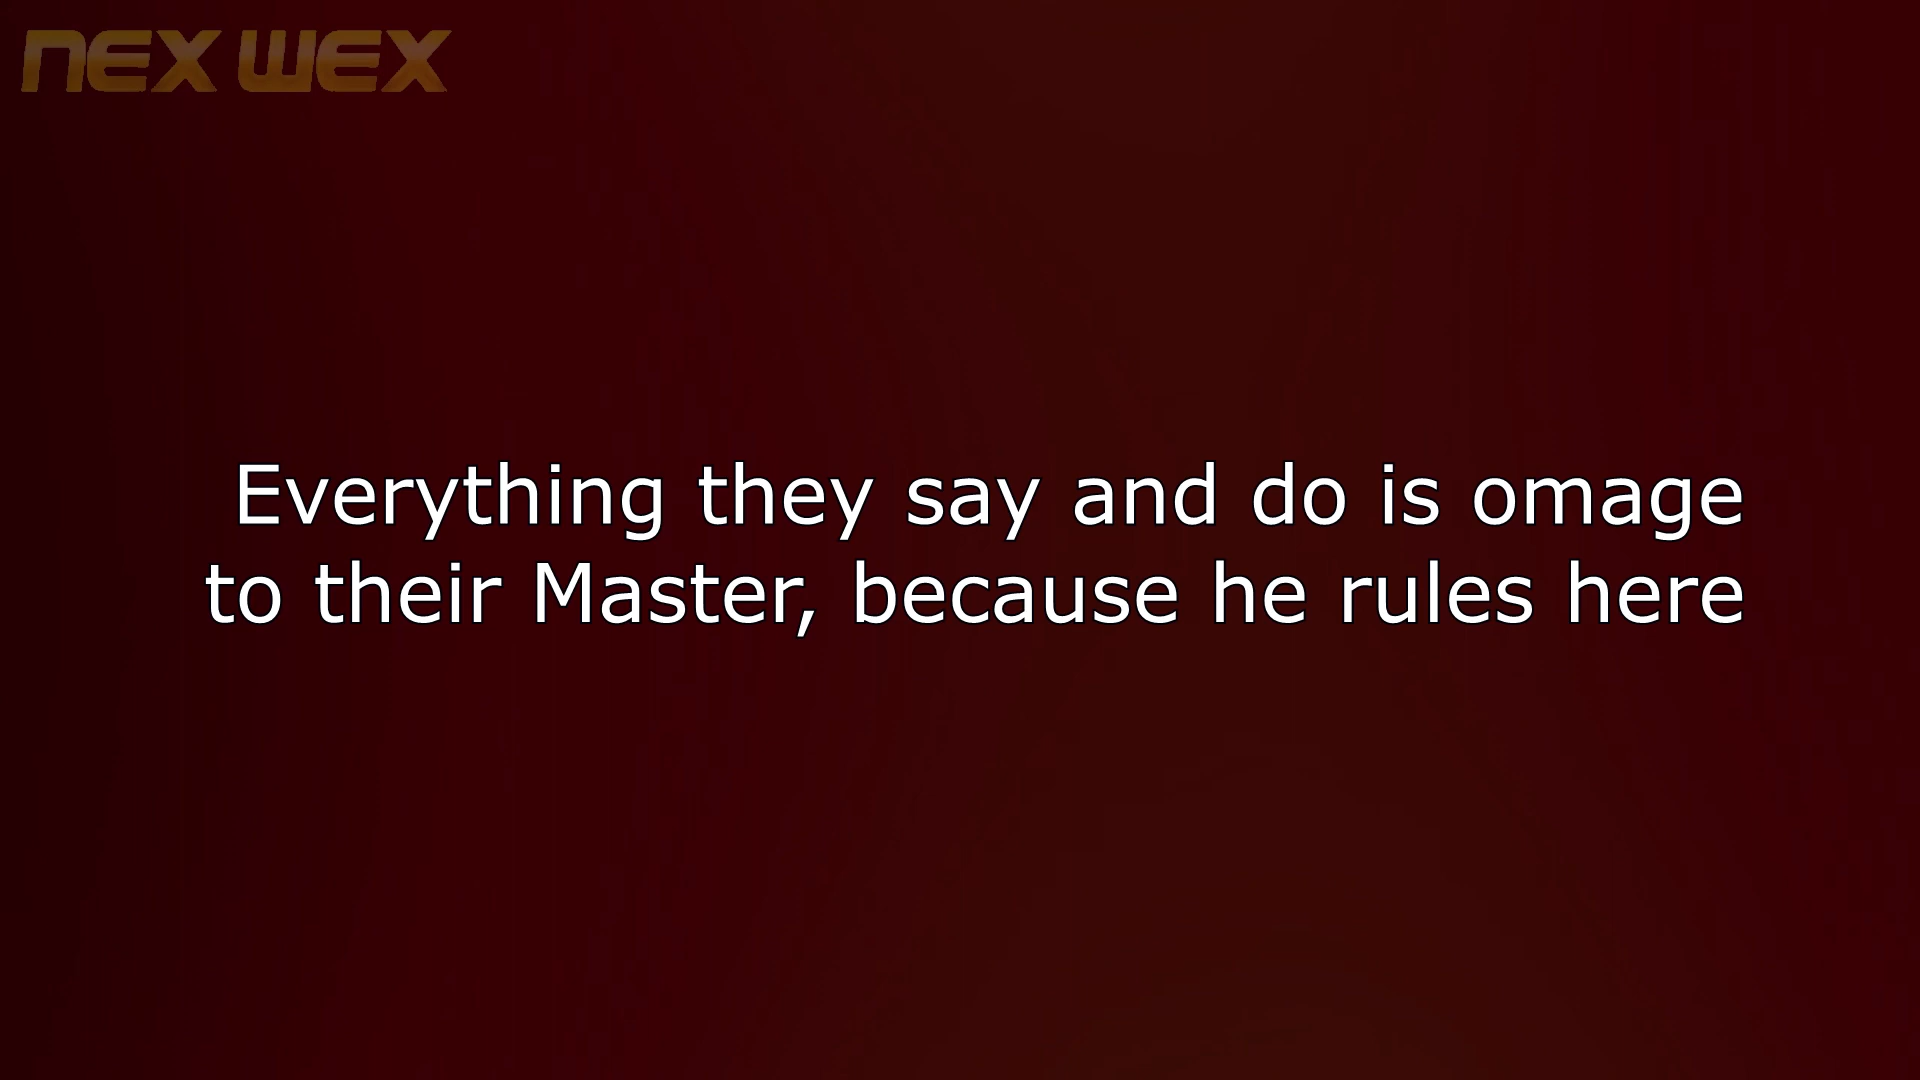 NEX WEX
Everything they say and do is omage
to their Master, because he rules here